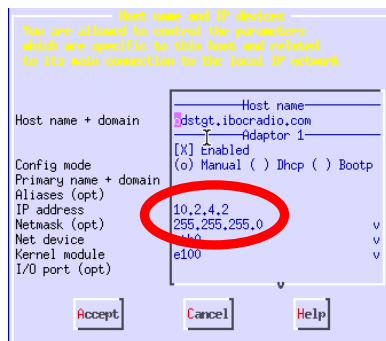 Host name and IP devices
You are allowed to control the parameters
which are specific to this host and related
to its main connection to the local IP network.
Host name
Host name + domain dstgt.ibocradio.com
Adaptor 1
[X] Enabled
Config mode (o) Manual ( ) Dhcp ( ) Bootp
Primary name + domain
Aliases (opt)
IP address 10.2.4.2
Netmask (opt) 255.255.255.0 v
Net device v
Kernel module e100 v
I/O port (opt)
v
Accept Cancel Help